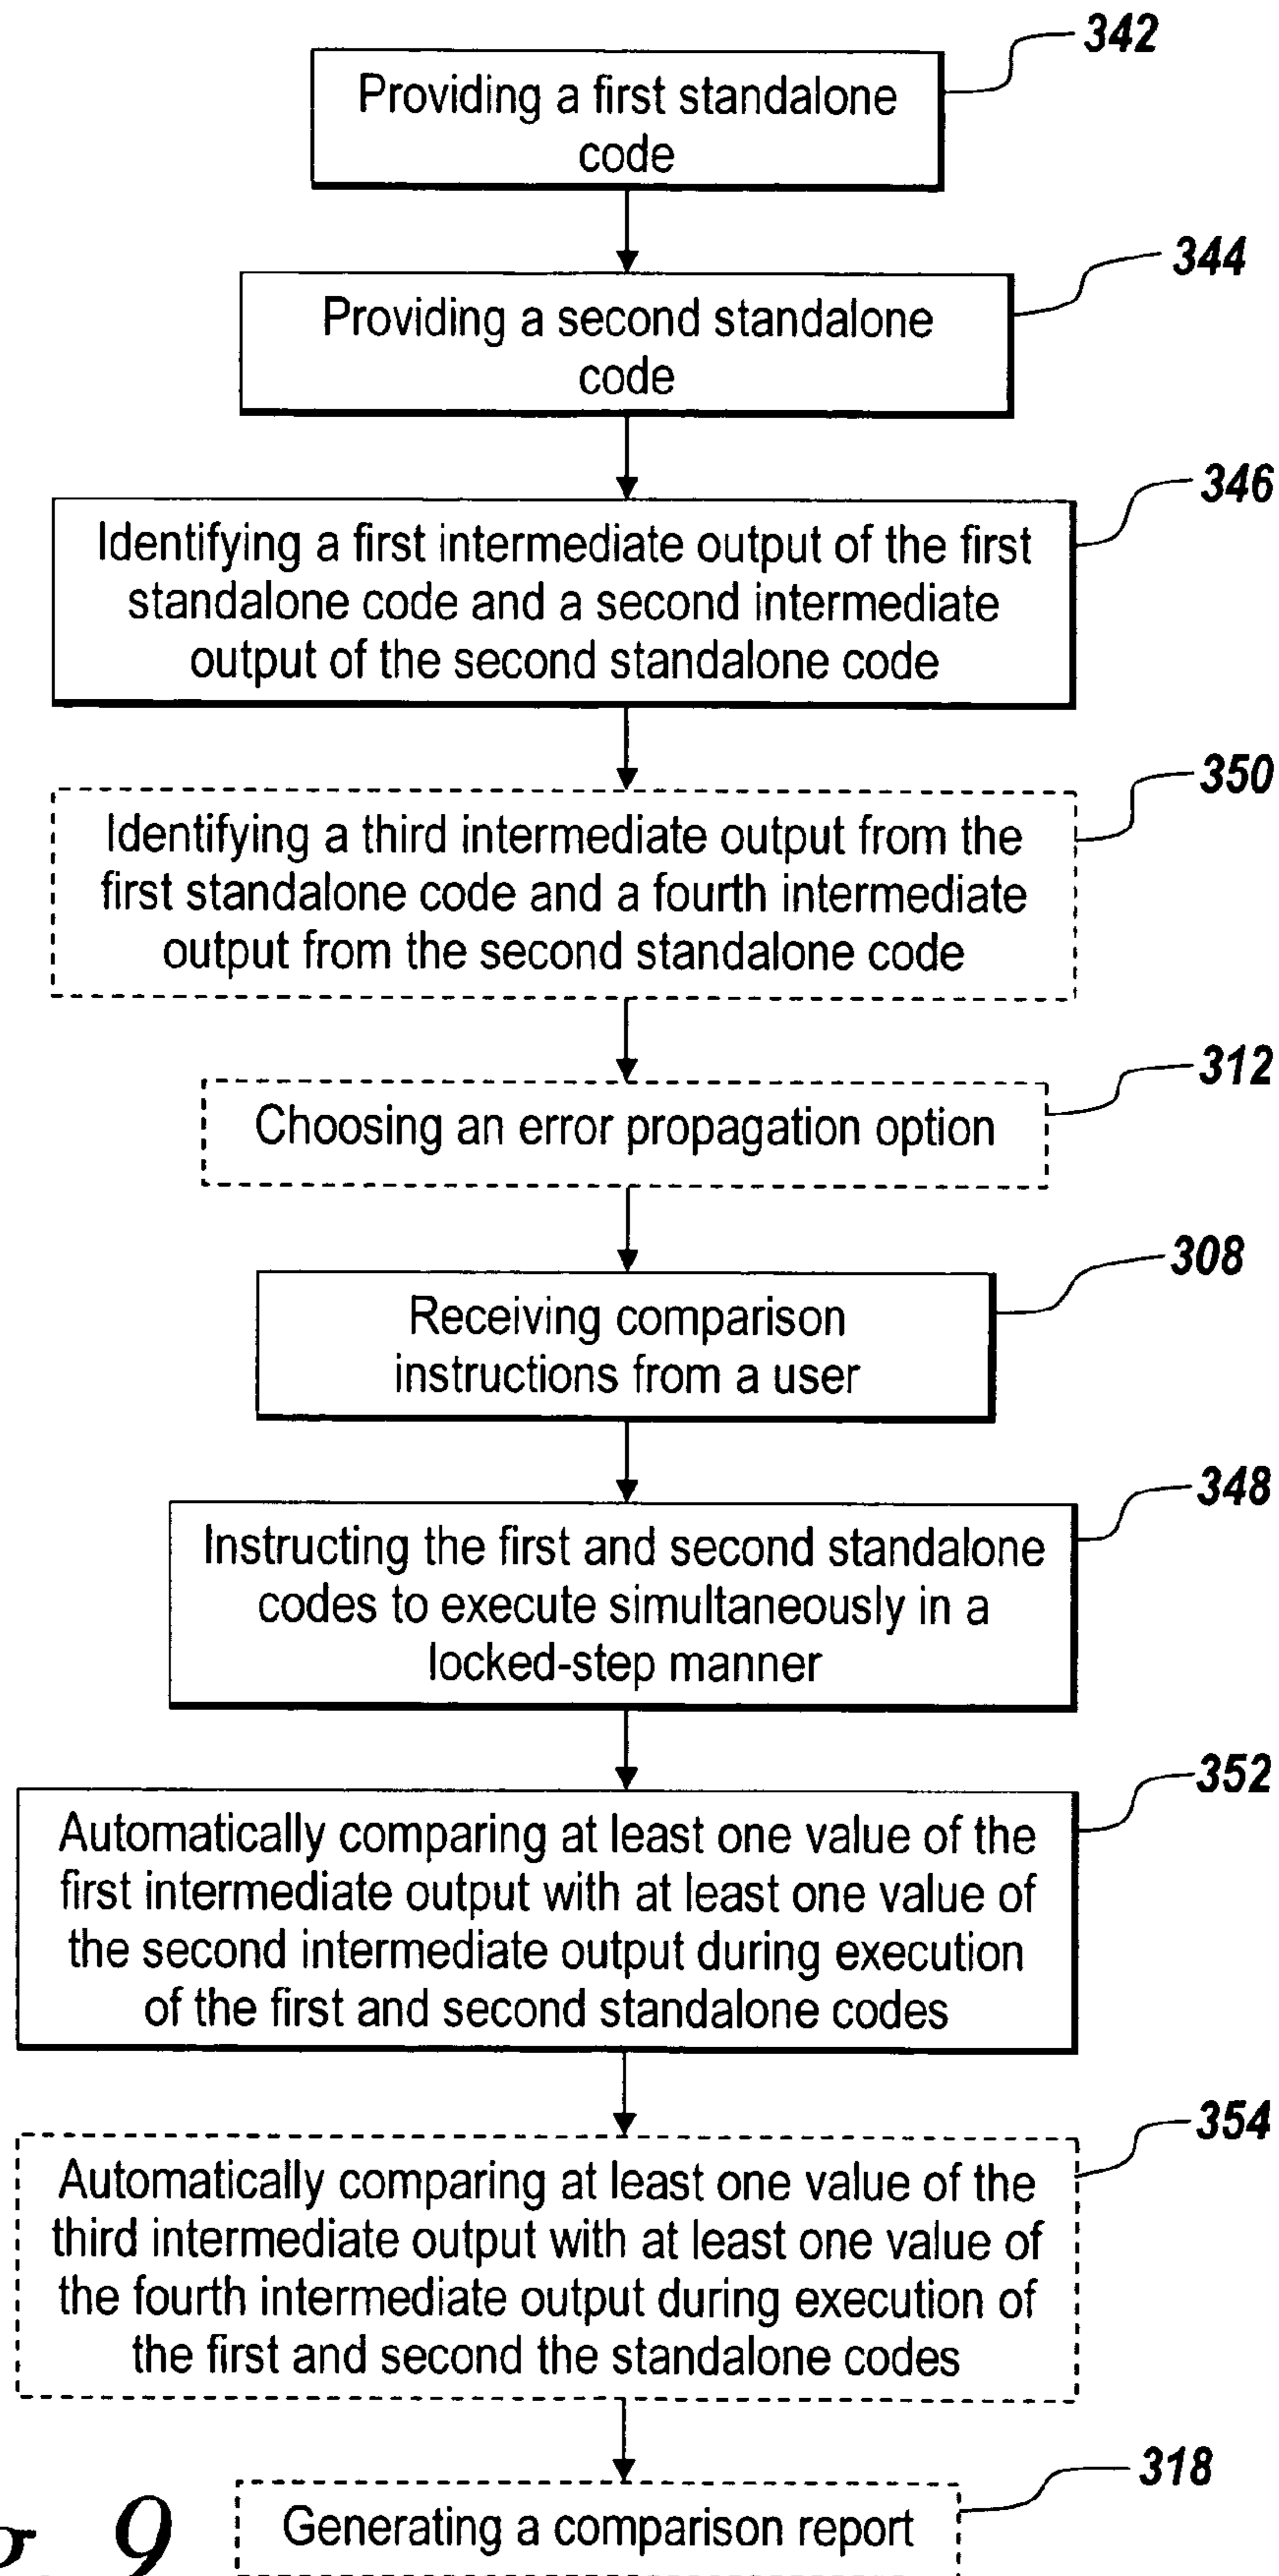 342
Providing a first standalone
code
344
Providing a second standalone
code
346
Identifying a first intermediate output of the first
standalone code and a second intermediate
output of the second standalone code
350
Identifying a third intermediate output from the
first standalone code and a fourth intermediate
output from the second standalone code
312
Choosing an error propagation option
308
Receiving comparison
instructions from a user
348
Instructing the first and second standalone
codes to execute simultaneously in a
locked-step manner
352
Automatically comparing at least one value of the
first intermediate output with at least one value of
the second intermediate output during execution
of the first and second standalone codes
354
Automatically comparing at least one value of the
third intermediate output with at least one value of
the fourth intermediate output during execution of
the first and second the standalone codes
318
Generating a comparison report
9